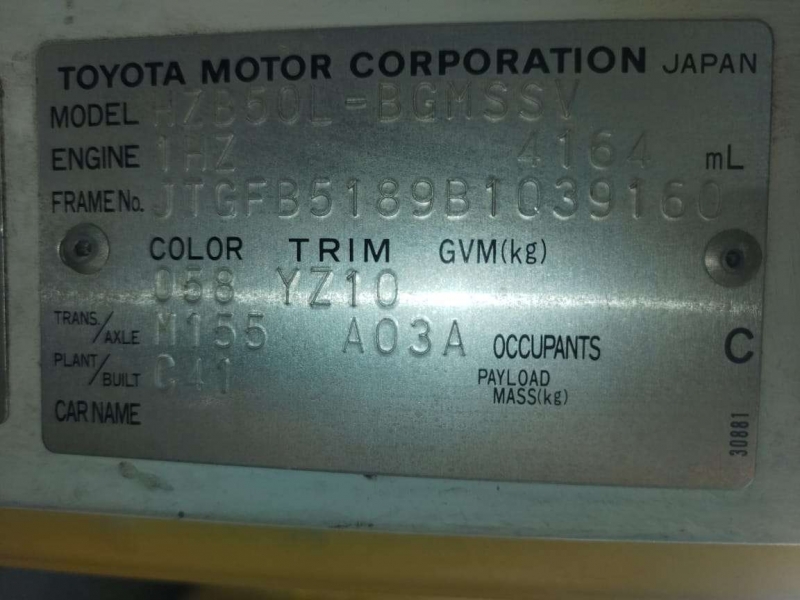 TOYOTA MOTOR CORPORATION JAPAN
MODEL HZB50L-BGMSSV
ENGINE 1HZ 4164 mL
FRAME No. JTGFB5189B1039160
COLOR TRIM GVM(kg)
058 YZ10
TRANS./AXLE M155 A03A OCCUPANTS C
PLANT/BUILT C41 PAYLOAD MASS(kg)
CAR NAME
30881